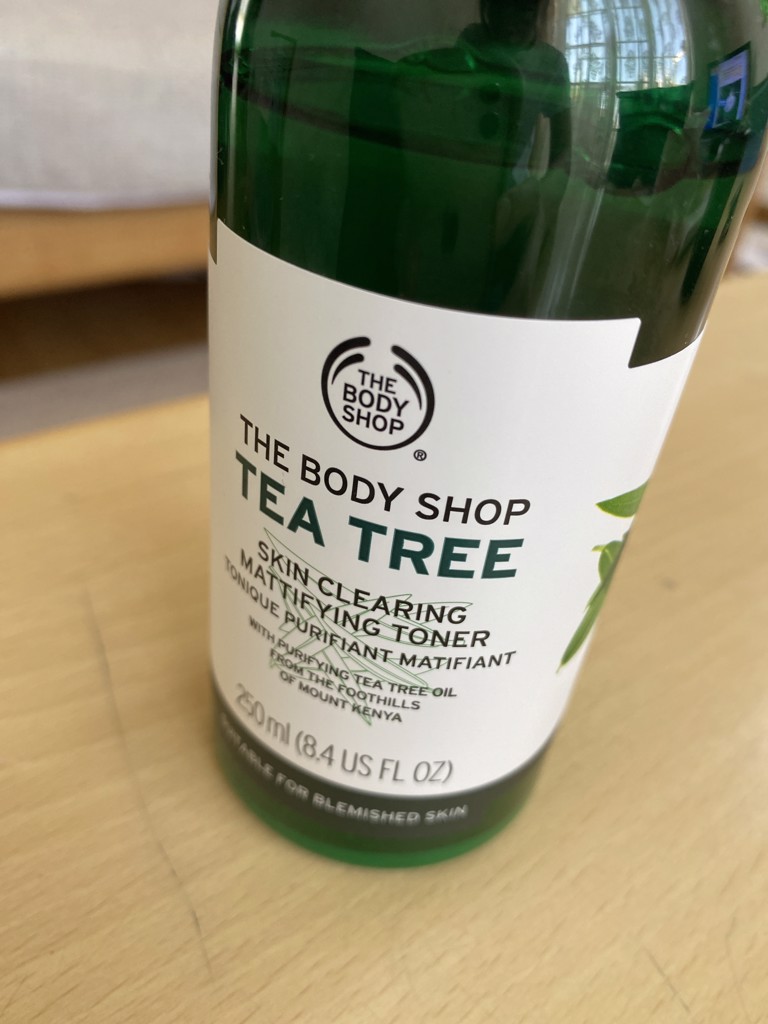 THE
BODY
SHOP
®
THE BODY SHOP
TEA TREE
SKIN CLEARING
MATTIFYING TONER
TONIQUE PURIFIANT MATIFIANT
WITH PURIFYING TEA TREE OIL
FROM THE FOOTHILLS
OF MOUNT KENYA
250 ml (8.4 US FL OZ)
SUITABLE FOR BLEMISHED SKIN